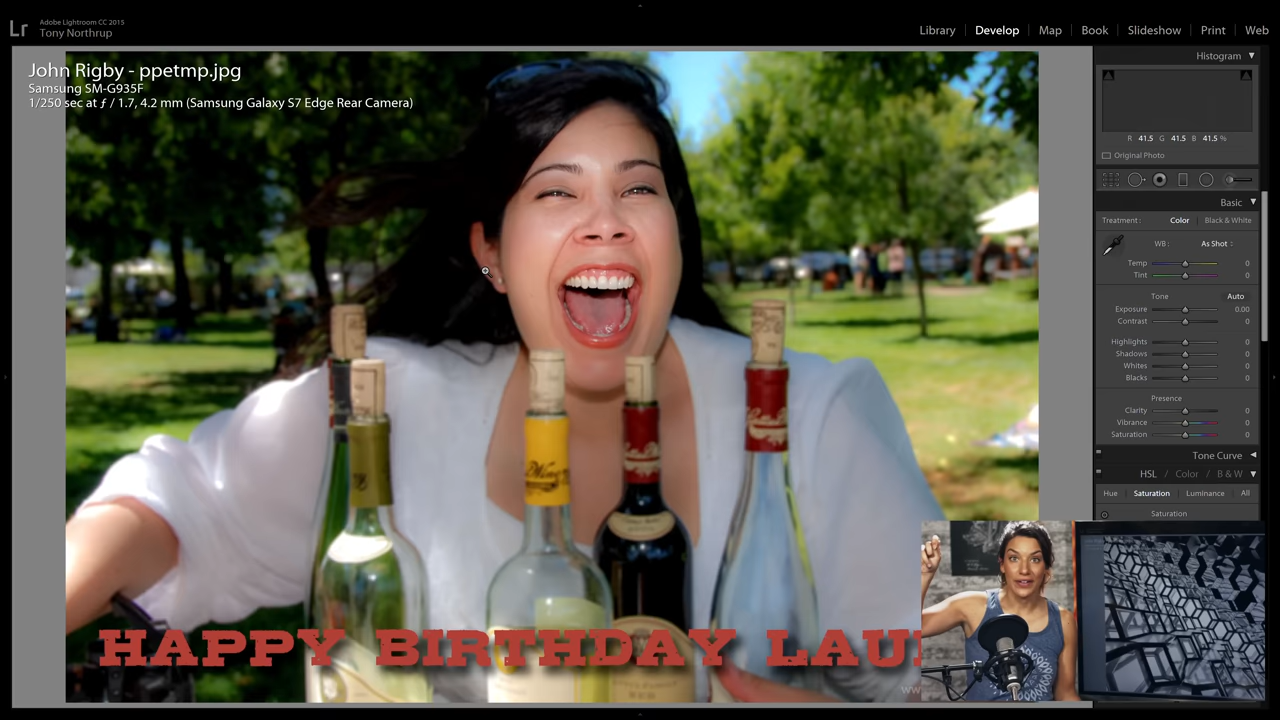 Lr
Adobe Lightroom CC 2015
Tony Northrup
Library | Develop | Map | Book | Slideshow | Print | Web
John Rigby - ppetmp.jpg
Samsung SM-G935F
1/250 sec at ƒ / 1.7, 4.2 mm (Samsung Galaxy S7 Edge Rear Camera)
Histogram
R 41.5 G 41.5 B 41.5 %
Original Photo
Basic
Treatment : Color | Black & White
WB : As Shot
Temp 0
Tint 0
Tone Auto
Exposure 0.00
Contrast 0
Highlights 0
Shadows 0
Whites 0
Blacks 0
Presence
Clarity 0
Vibrance 0
Saturation 0
Tone Curve
HSL / Color / B & W
Hue Saturation Luminance All
Saturation
HAPPY BIRTHDAY LAU